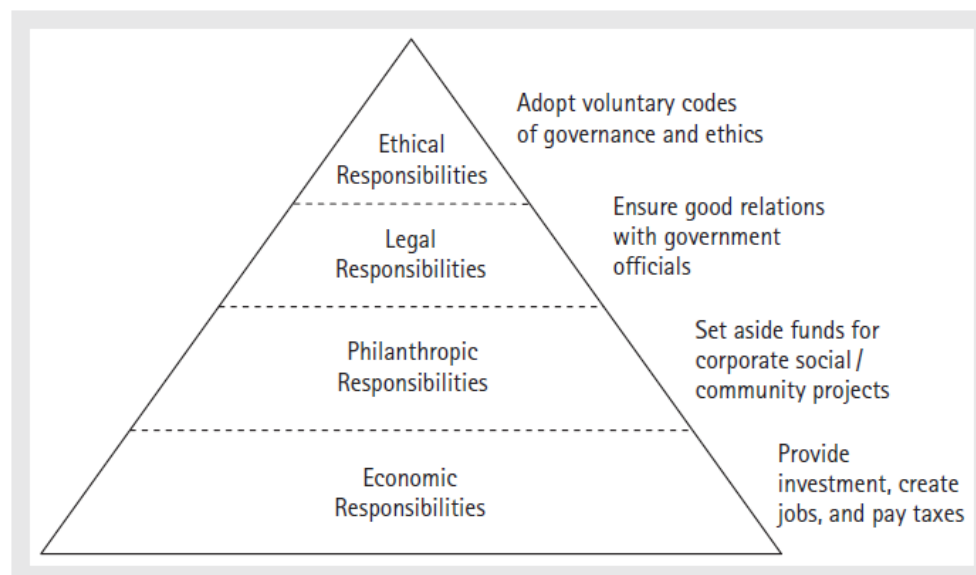 Adopt voluntary codes
of governance and ethics
Ethical
Responsibilities
Ensure good relations
with government
officials
Legal
Responsibilities
Set aside funds for
corporate social/
community projects
Philanthropic
Responsibilities
Provide
investment, create
jobs, and pay taxes
Economic
Responsibilities